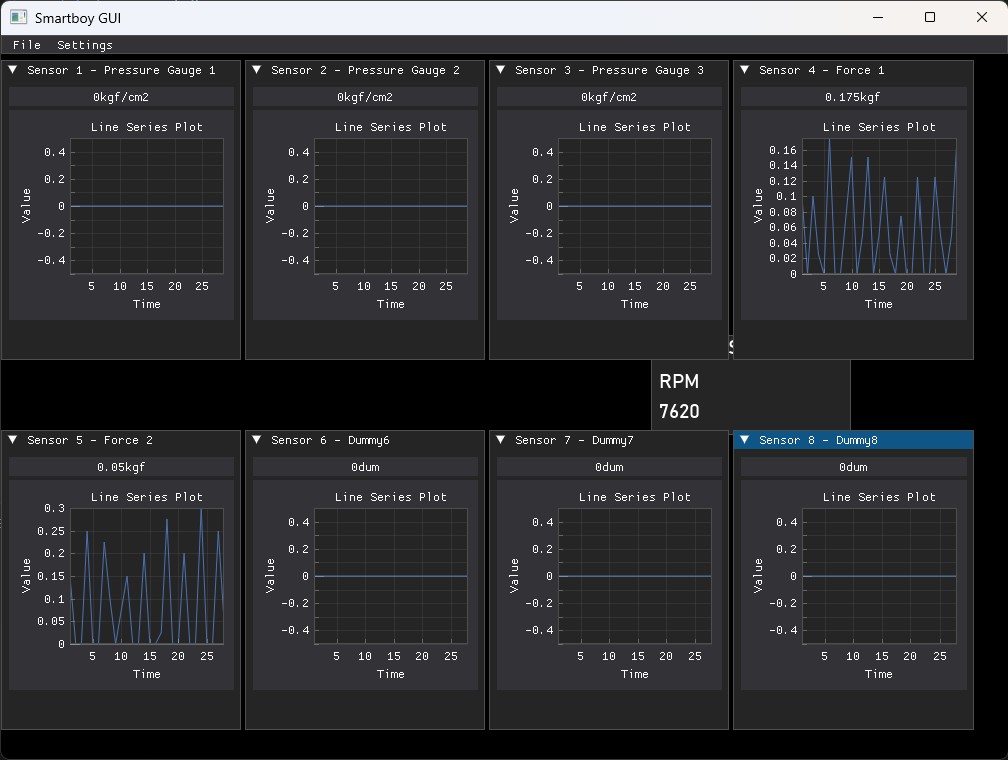 Smartboy GUI
File Settings
Sensor 1 - Pressure Gauge 1
0kgf/cm2
Line Series Plot
0.4
0.2
0
-0.2
-0.4
Value
5 10 15 20 25
Time
Sensor 2 - Pressure Gauge 2
0kgf/cm2
Line Series Plot
0.4
0.2
0
-0.2
-0.4
Value
5 10 15 20 25
Time
Sensor 3 - Pressure Gauge 3
0kgf/cm2
Line Series Plot
0.4
0.2
0
-0.2
-0.4
Value
5 10 15 20 25
Time
Sensor 4 - Force 1
0.175kgf
Line Series Plot
0.16
0.14
0.12
0.1
0.08
0.06
0.04
0.02
0
Value
5 10 15 20 25
Time
RPM
7620
Sensor 5 - Force 2
0.05kgf
Line Series Plot
0.3
0.25
0.2
0.15
0.1
0.05
0
Value
5 10 15 20 25
Time
Sensor 6 - Dummy6
0dum
Line Series Plot
0.4
0.2
0
-0.2
-0.4
Value
5 10 15 20 25
Time
Sensor 7 - Dummy7
0dum
Line Series Plot
0.4
0.2
0
-0.2
-0.4
Value
5 10 15 20 25
Time
Sensor 8 - Dummy8
0dum
Line Series Plot
0.4
0.2
0
-0.2
-0.4
Value
5 10 15 20 25
Time